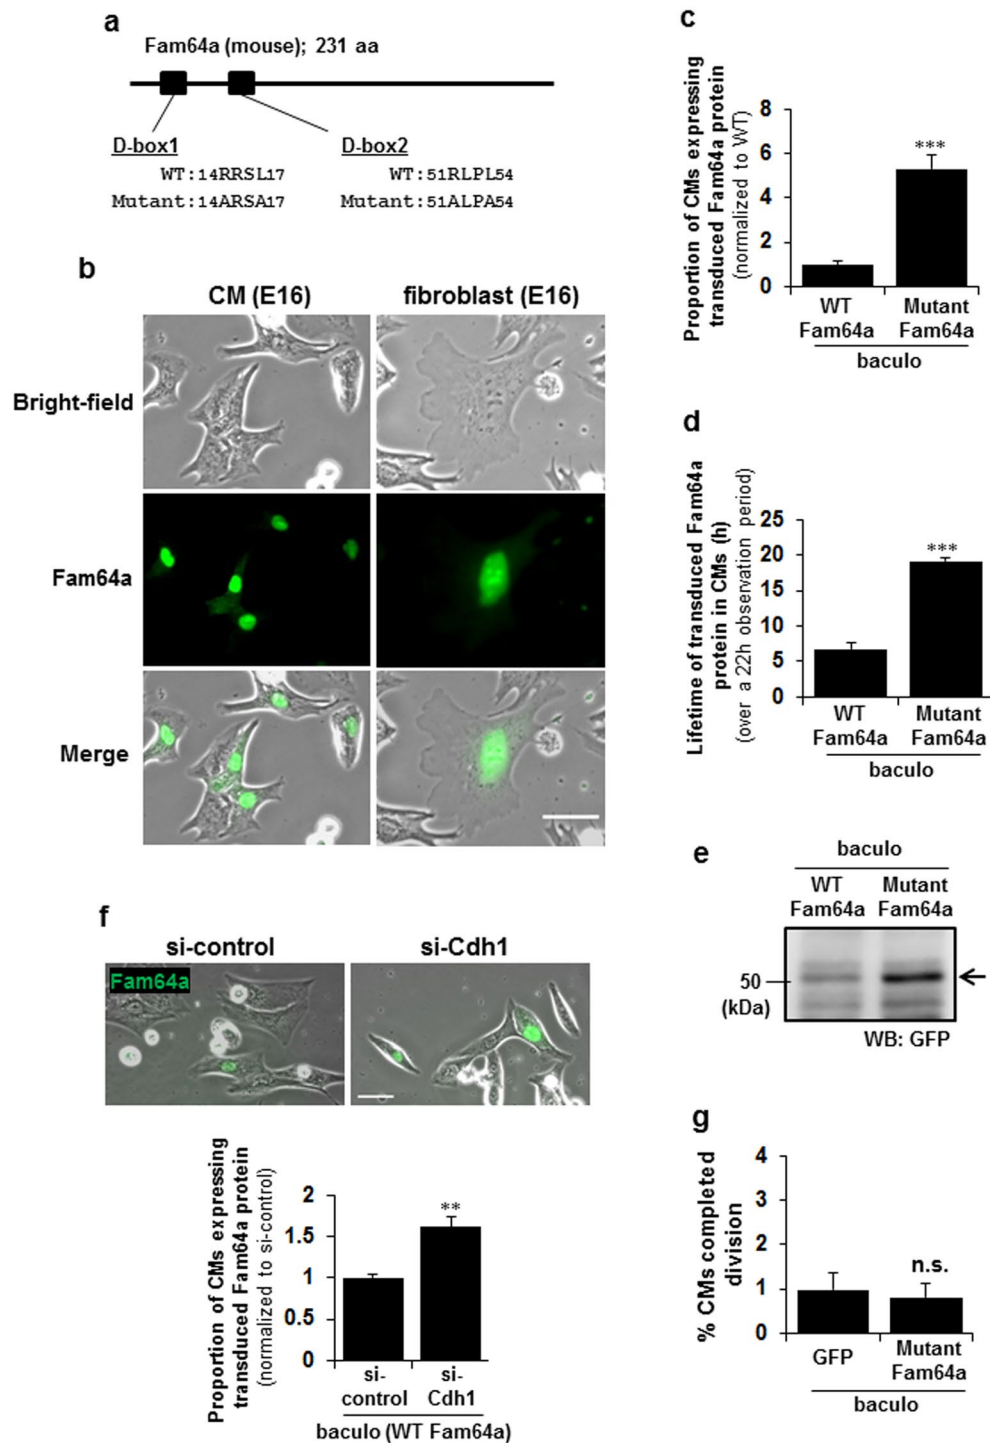 a
Fam64a (mouse); 231 aa
D-box1
WT:14RRSL17
Mutant:14ARSA17
D-box2
WT:51RLPL54
Mutant:51ALPA54
b
CM (E16)
fibroblast (E16)
Bright-field
Fam64a
Merge
c
Proportion of CMs expressing
transduced Fam64a protein
(normalized to WT)
8
6
4
2
0
***
WT
Fam64a
Mutant
Fam64a
baculo
d
Lifetime of transduced Fam64a
protein in CMs (h)
(over a 22h observation period)
25
20
15
10
5
0
***
WT
Fam64a
Mutant
Fam64a
baculo
e
baculo
WT
Fam64a
Mutant
Fam64a
50
(kDa)
WB: GFP
f
si-control
si-Cdh1
Fam64a
Proportion of CMs expressing
transduced Fam64a protein
(normalized to si-control)
2
1.5
1
0.5
0
**
si-
control
si-
Cdh1
baculo (WT Fam64a)
g
% CMs completed
division
4
3
2
1
0
n.s.
GFP
Mutant
Fam64a
baculo